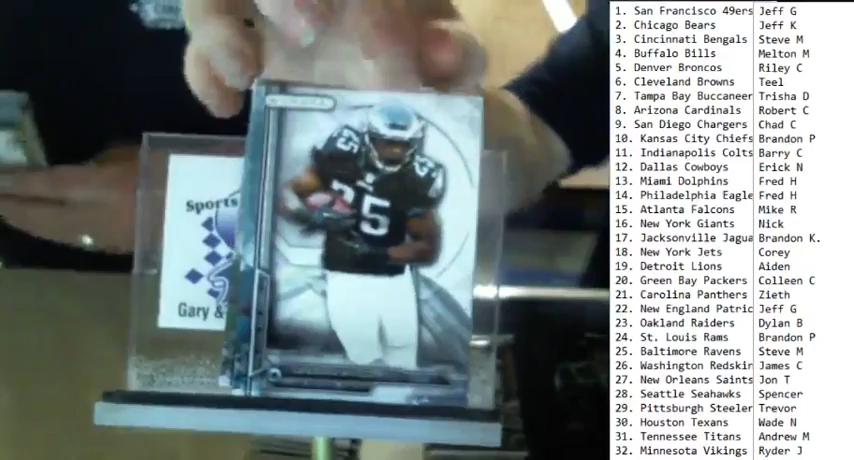 Sports
Gary &
25
25
1. San Francisco 49ers Jeff G
2. Chicago Bears Jeff K
3. Cincinnati Bengals Steve M
4. Buffalo Bills Melton M
5. Denver Broncos Riley C
6. Cleveland Browns Teel
7. Tampa Bay Buccaneer Trisha D
8. Arizona Cardinals Robert C
9. San Diego Chargers Chad C
10. Kansas City Chiefs Brandon P
11. Indianapolis Colts Barry C
12. Dallas Cowboys Erick N
13. Miami Dolphins Fred H
14. Philadelphia Eagle Fred H
15. Atlanta Falcons Mike R
16. New York Giants Nick
17. Jacksonville Jagua Brandon K.
18. New York Jets Corey
19. Detroit Lions Aiden
20. Green Bay Packers Colleen C
21. Carolina Panthers Zieth
22. New England Patric Jeff G
23. Oakland Raiders Dylan B
24. St. Louis Rams Brandon P
25. Baltimore Ravens Steve M
26. Washington Redskin James C
27. New Orleans Saints Jon T
28. Seattle Seahawks Spencer
29. Pittsburgh Steeler Trevor
30. Houston Texans Wade N
31. Tennessee Titans Andrew M
32. Minnesota Vikings Ryder J